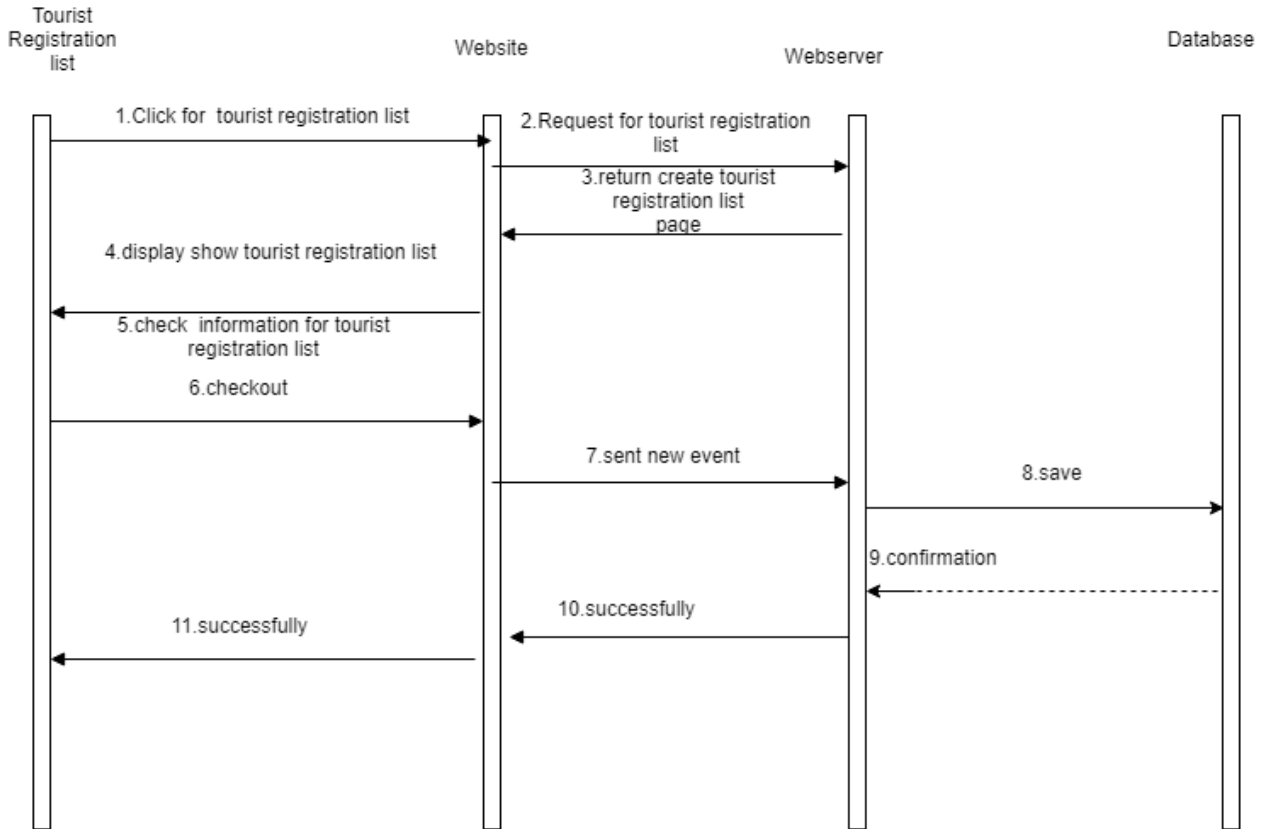 Tourist
Registration
list
Website
Webserver
Database
1.Click for  tourist registration list
2.Request for tourist registration
list
3.return create tourist
registration list
page
4.display show tourist registration list
5.check  information for tourist
registration list
6.checkout
7.sent new event
8.save
9.confirmation
10.successfully
11.successfully